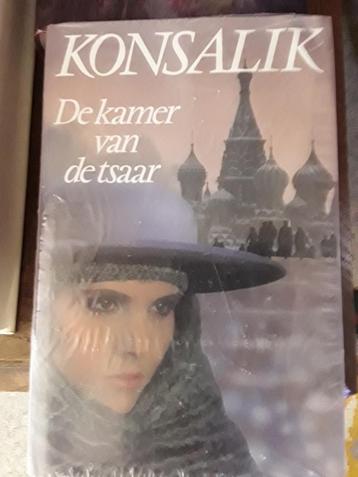 KONSALIK
De kamer
van
de tsaar